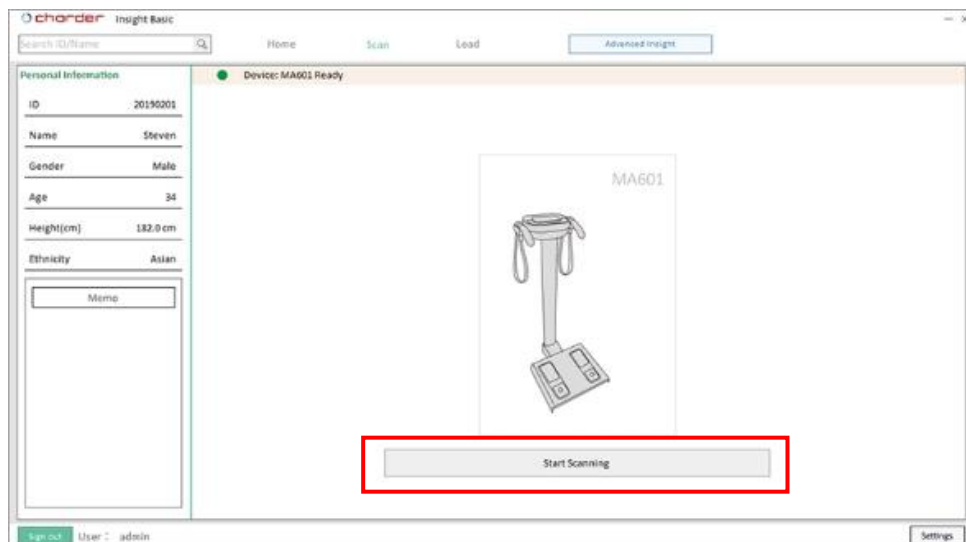 charder Insight Basic
Search ID/Name Home Scan Load Advanced Insight
Personal Information
Device: MA601 Ready
ID 20190201
Name Steven
Gender Male
Age 34
Height(cm) 182.0 cm
Ethnicity Asian
Memo
MA601
Start Scanning
Sign out User : admin
Settings